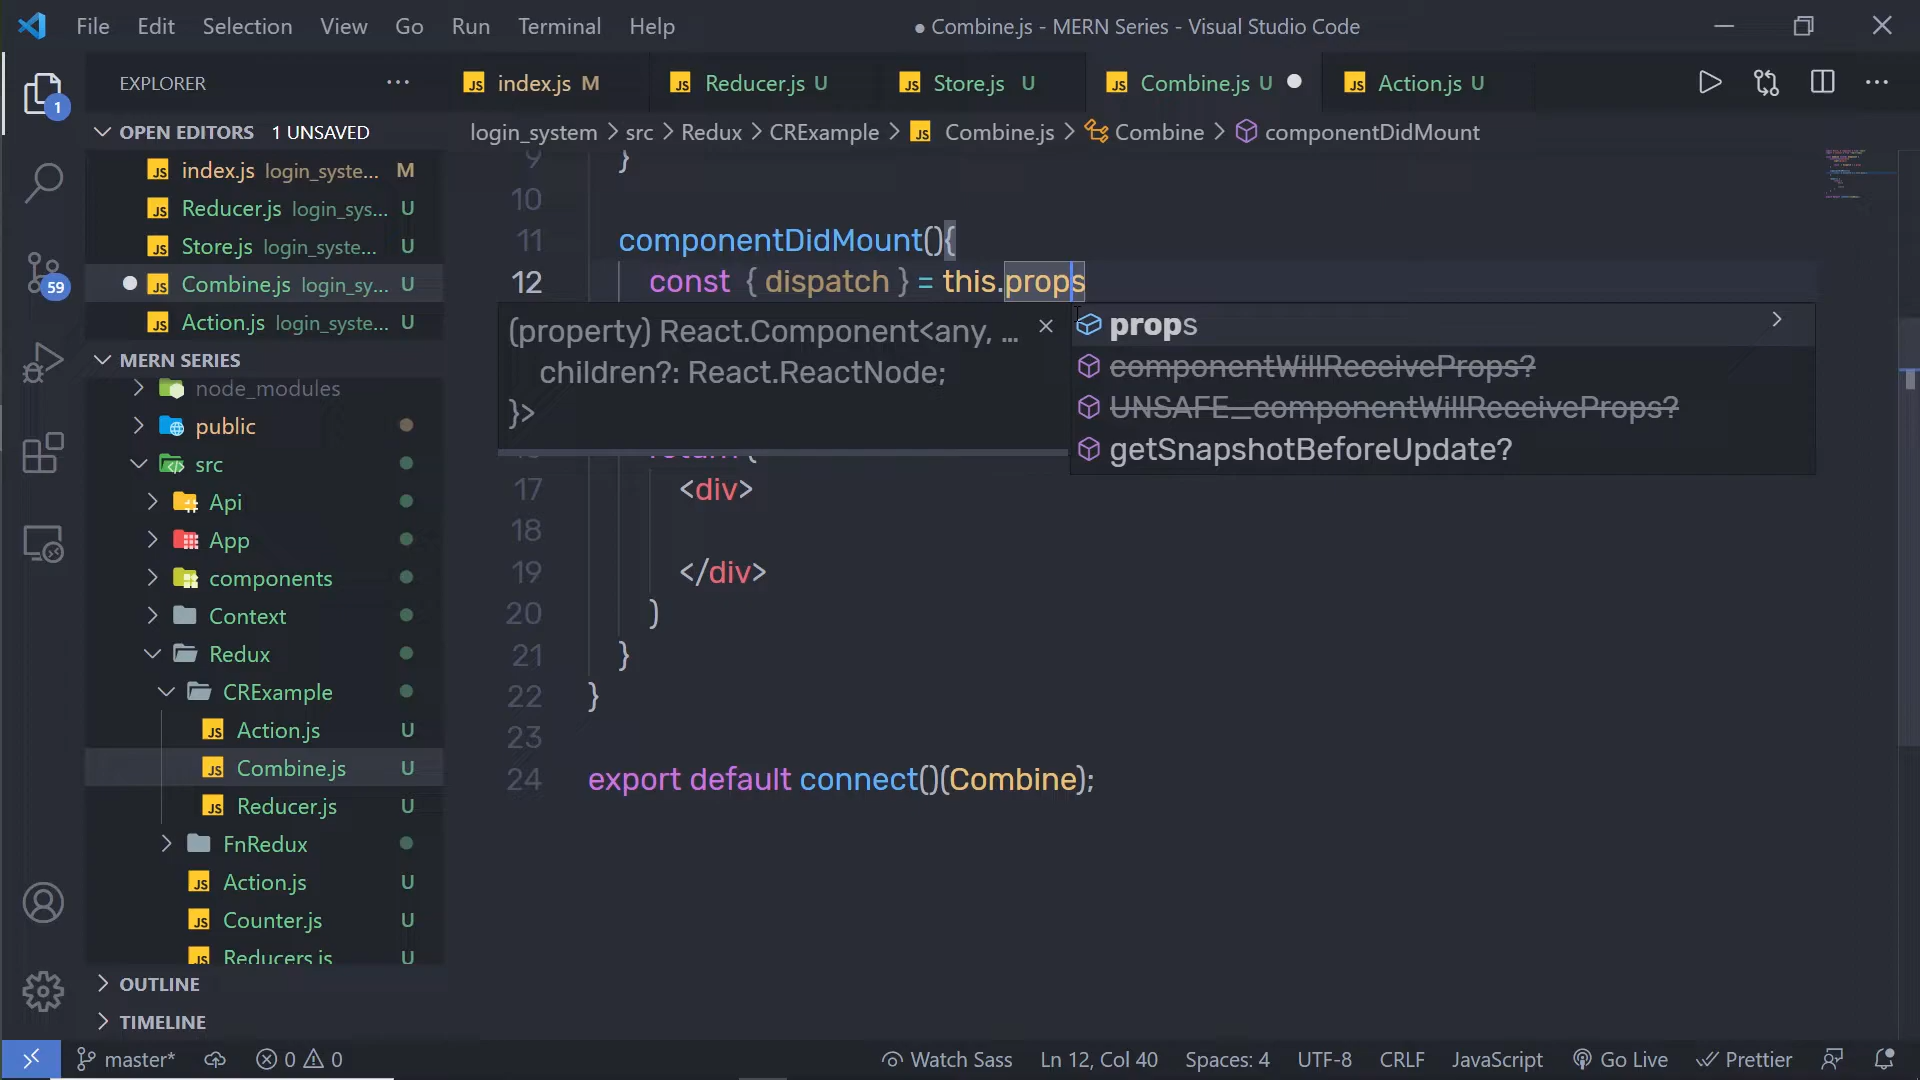 File Edit Selection View Go Run Terminal Help
● Combine.js - MERN Series - Visual Studio Code
EXPLORER
index.js M
Reducer.js U
Store.js U
Combine.js U
Action.js U
1
OPEN EDITORS 1 UNSAVED
login_system > src > Redux > CRExample > Combine.js > Combine > componentDidMount
index.js login_syste... M
Reducer.js login_sys... U
Store.js login_syste... U
Combine.js login_sy... U
Action.js login_syste... U
59
MERN SERIES
node_modules
public
src
Api
App
components
Context
Redux
CRExample
Action.js U
Combine.js U
Reducer.js U
FnRedux
Action.js U
Counter.js U
Reducers.js U
OUTLINE
TIMELINE
9 }
10
11 componentDidMount(){
12 const { dispatch } = this.props
(property) React.Component<any, ...
children?: React.ReactNode;
}>
props
componentWillReceiveProps?
UNSAFE_componentWillReceiveProps?
getSnapshotBeforeUpdate?
return (
17 <div>
18
19 </div>
20 )
21 }
22 }
23
24 export default connect()(Combine);
master* 0 0 Watch Sass Ln 12, Col 40 Spaces: 4 UTF-8 CRLF JavaScript Go Live Prettier